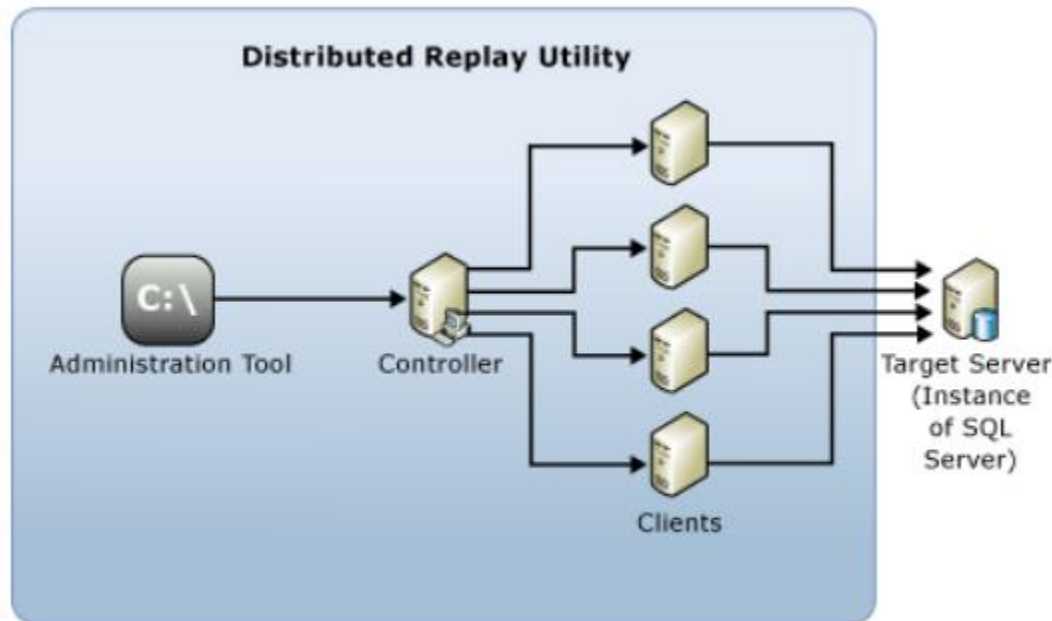 Distributed Replay Utility
C:\
Administration Tool
Controller
Clients
Target Server
(Instance
of SQL
Server)